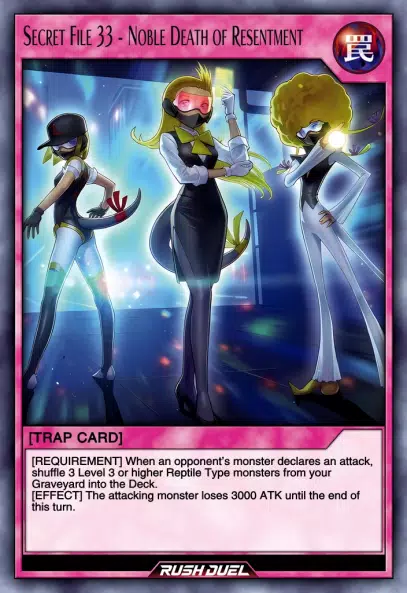 Secret File 33 - Noble Death of Resentment
罠
[TRAP CARD]
[REQUIREMENT] When an opponent's monster declares an attack,
shuffle 3 Level 3 or higher Reptile Type monsters from your
Graveyard into the Deck.
[EFFECT] The attacking monster loses 3000 ATK until the end of
this turn.
RUSH DUEL